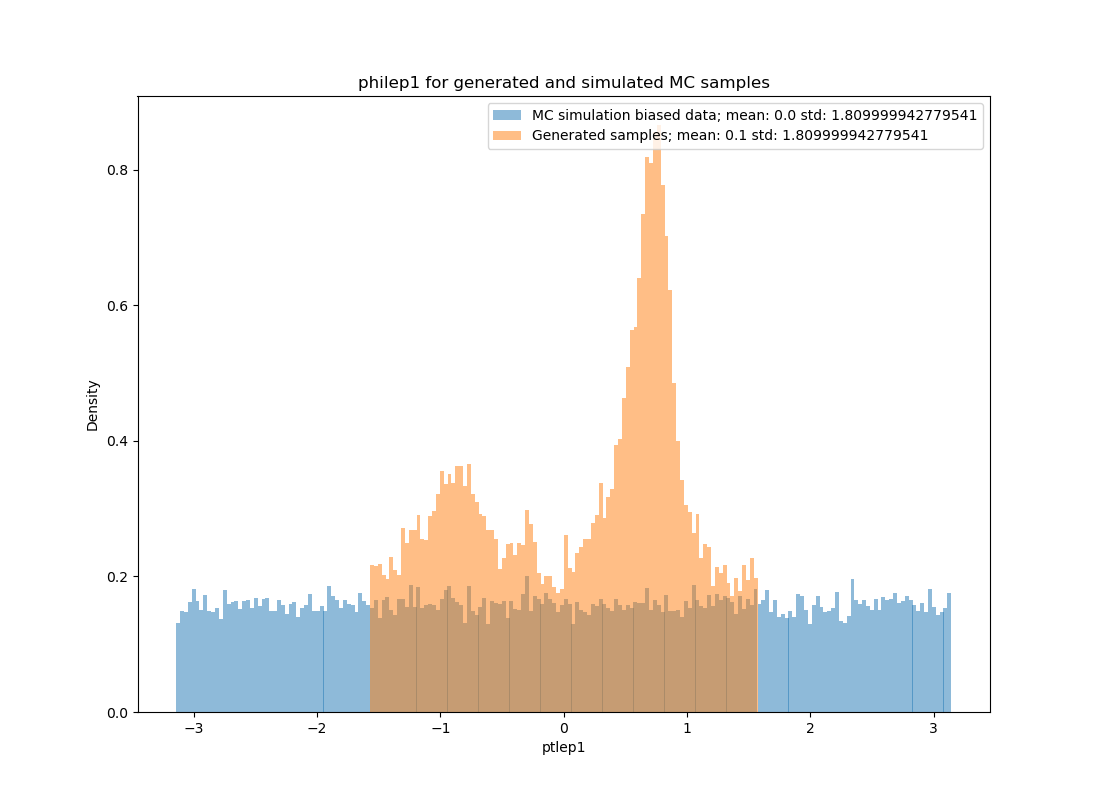 philep1 for generated and simulated MC samples
MC simulation biased data; mean: 0.0 std: 1.809999942779541
Generated samples; mean: 0.1 std: 1.809999942779541
Density
0.8
0.6
0.4
0.2
0.0
−3
−2
−1
0
1
2
3
ptlep1